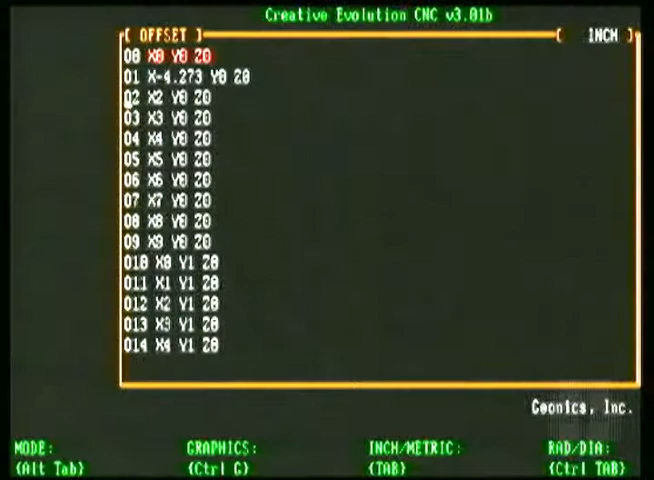 Creative Evolution CNC v3.01b
[ OFFSET ] [ INCH ]
O0 X0 Y0 Z0
O1 X-4.273 Y0 Z0
O2 X2 Y0 Z0
O3 X3 Y0 Z0
O4 X4 Y0 Z0
O5 X5 Y0 Z0
O6 X6 Y0 Z0
O7 X7 Y0 Z0
O8 X8 Y0 Z0
O9 X9 Y0 Z0
O10 X0 Y1 Z0
O11 X1 Y1 Z0
O12 X2 Y1 Z0
O13 X3 Y1 Z0
O14 X4 Y1 Z0
Geonics, Inc.
MODE: GRAPHICS: INCH/METRIC: RAD/DIA:
{Alt Tab} {Ctrl G} {TAB} {Ctrl TAB}